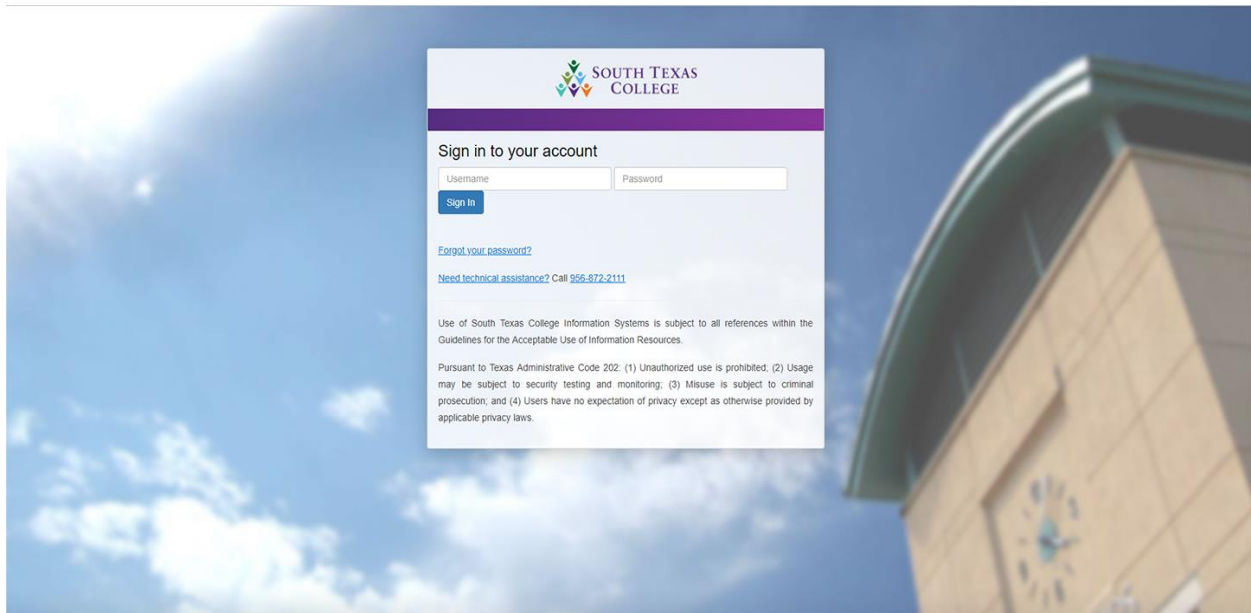 SOUTH TEXAS
COLLEGE
Sign in to your account
Username Password
Sign In
Forgot your password?
Need technical assistance? Call 956-872-2111
Use of South Texas College Information Systems is subject to all references within the
Guidelines for the Acceptable Use of Information Resources.
Pursuant to Texas Administrative Code 202: (1) Unauthorized use is prohibited; (2) Usage
may be subject to security testing and monitoring; (3) Misuse is subject to criminal
prosecution; and (4) Users have no expectation of privacy except as otherwise provided by
applicable privacy laws.